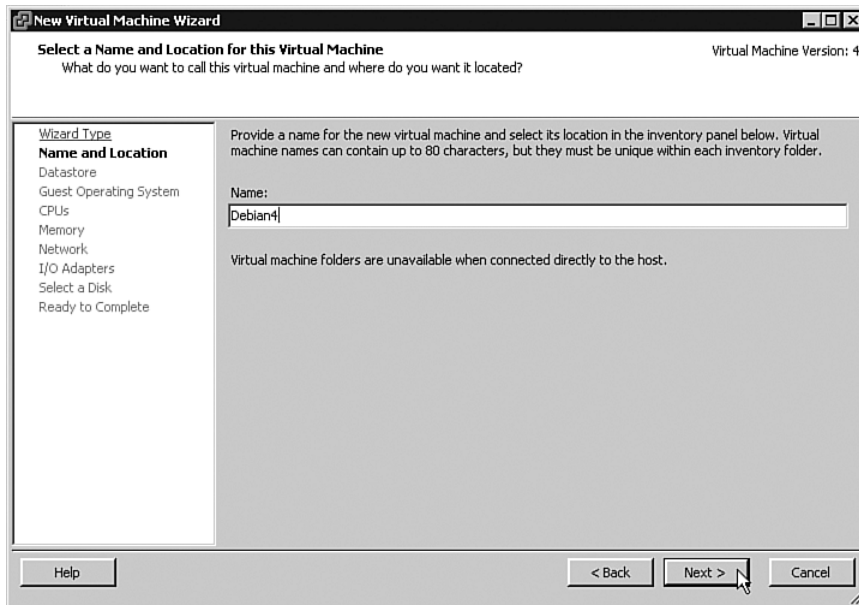 New Virtual Machine Wizard
Select a Name and Location for this Virtual Machine
Virtual Machine Version: 4
What do you want to call this virtual machine and where do you want it located?
Wizard Type
Name and Location
Datastore
Guest Operating System
CPUs
Memory
Network
I/O Adapters
Select a Disk
Ready to Complete
Provide a name for the new virtual machine and select its location in the inventory panel below. Virtual
machine names can contain up to 80 characters, but they must be unique within each inventory folder.
Name:
Debian4
Virtual machine folders are unavailable when connected directly to the host.
Help
< Back
Next >
Cancel